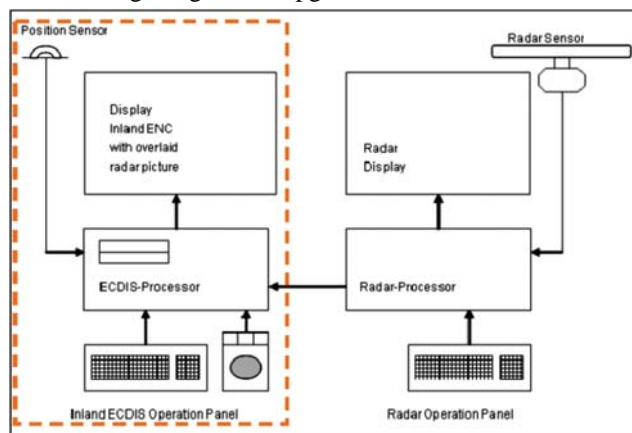 Position Sensor
Radar Sensor
Display
Inland ENC
with overlaid
radar picture
Radar
Display
ECDIS-Processor
Radar-Processor
Inland ECDIS Operation Panel
Radar Operation Panel